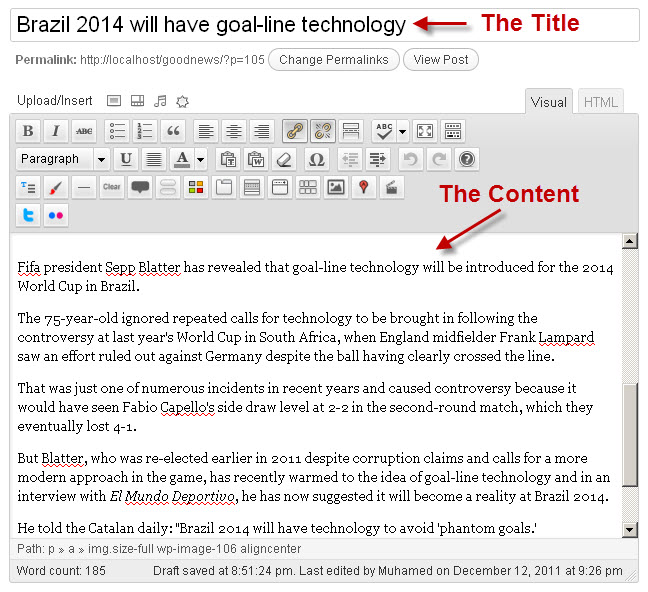 Brazil 2014 will have goal-line technology
The Title
Permalink: http://localhost/goodnews/?p=105 Change Permalinks View Post
Upload/Insert Visual HTML
B I ABC ABC
Paragraph U A T W Ω ?
T Clear
The Content
Fifa president Sepp Blatter has revealed that goal-line technology will be introduced for the 2014
World Cup in Brazil.
The 75-year-old ignored repeated calls for technology to be brought in following the
controversy at last year's World Cup in South Africa, when England midfielder Frank Lampard
saw an effort ruled out against Germany despite the ball having clearly crossed the line.
That was just one of numerous incidents in recent years and caused controversy because it
would have seen Fabio Capello's side draw level at 2-2 in the second-round match, which they
eventually lost 4-1.
But Blatter, who was re-elected earlier in 2011 despite corruption claims and calls for a more
modern approach in the game, has recently warmed to the idea of goal-line technology and in an
interview with El Mundo Deportivo, he has now suggested it will become a reality at Brazil 2014.
He told the Catalan daily: "Brazil 2014 will have technology to avoid 'phantom goals.'
Path: p » a » img.size-full wp-image-106 aligncenter
Word count: 185 Draft saved at 8:51:24 pm. Last edited by Muhamed on December 12, 2011 at 9:26 pm